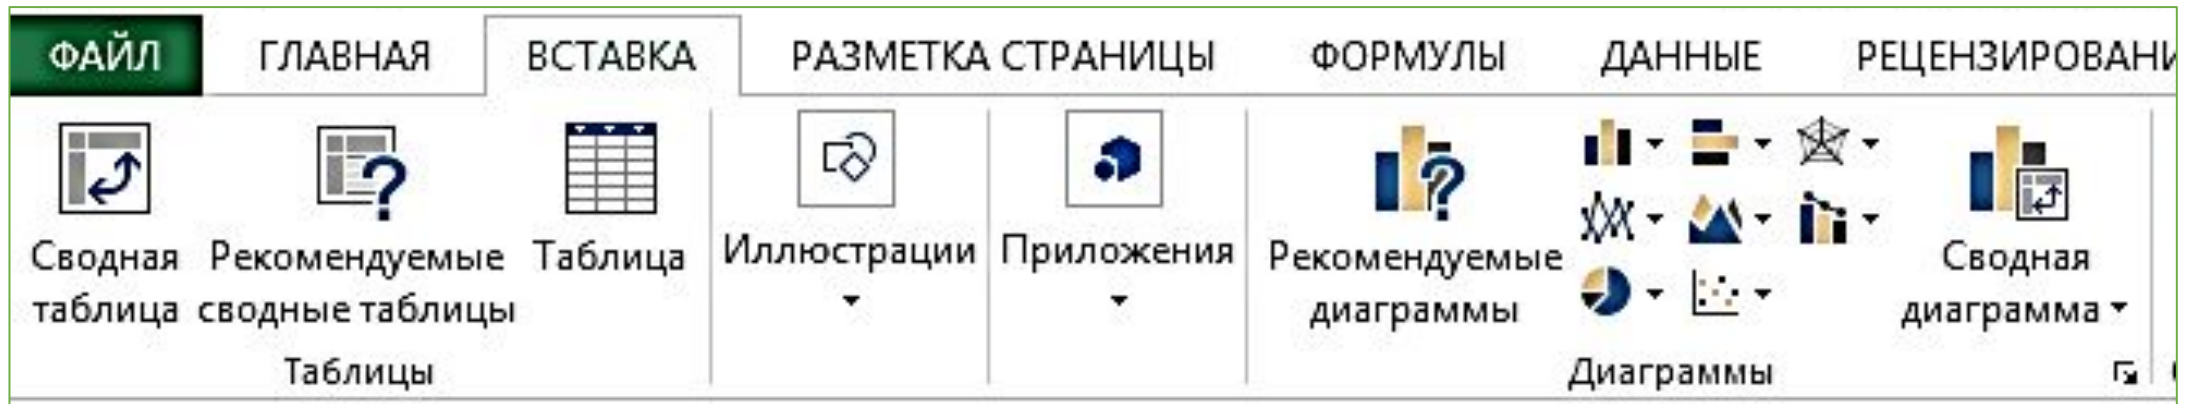 ФАЙЛ ГЛАВНАЯ ВСТАВКА РАЗМЕТКА СТРАНИЦЫ ФОРМУЛЫ ДАННЫЕ РЕЦЕНЗИРОВАНИ
Сводная таблица
Рекомендуемые сводные таблицы
Таблица
Таблицы
Иллюстрации
Приложения
Рекомендуемые диаграммы
Сводная диаграмма
Диаграммы